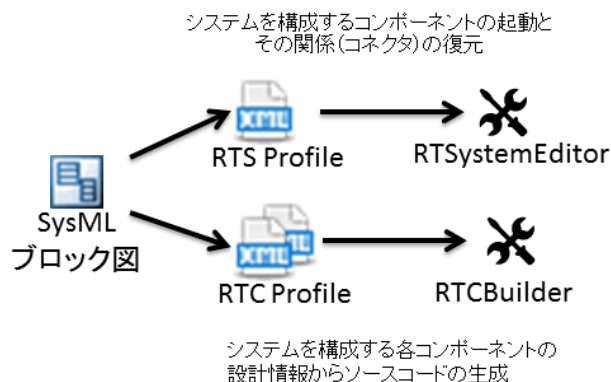 システムを構成するコンポーネントの起動と
その関係(コネクタ)の復元
XML
RTS Profile
RTSystemEditor
SysML
ブロック図
XML
XML
RTC Profile
RTCBuilder
システムを構成する各コンポーネントの
設計情報からソースコードの生成